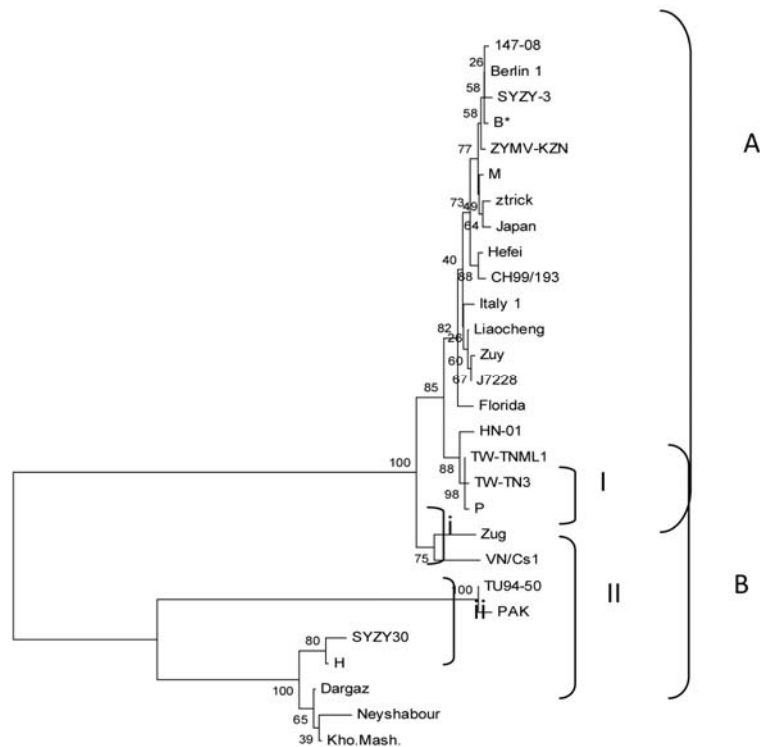 147-08
26
Berlin 1
58
SYZY-3
58
B*
77
ZYMV-KZN
A
M
73
49
ztrick
64
Japan
40
Hefei
88
CH99/193
Italy 1
82
26
Liaocheng
60
Zuy
67
J7228
85
Florida
HN-01
100
88
TW-TNML1
TW-TN3
I
98
P
i
Zug
75
VN/Cs1
100
TU94-50
II
B
ii
PAK
80
SYZY30
H
100
Dargaz
65
Neyshabour
39
Kho.Mash.